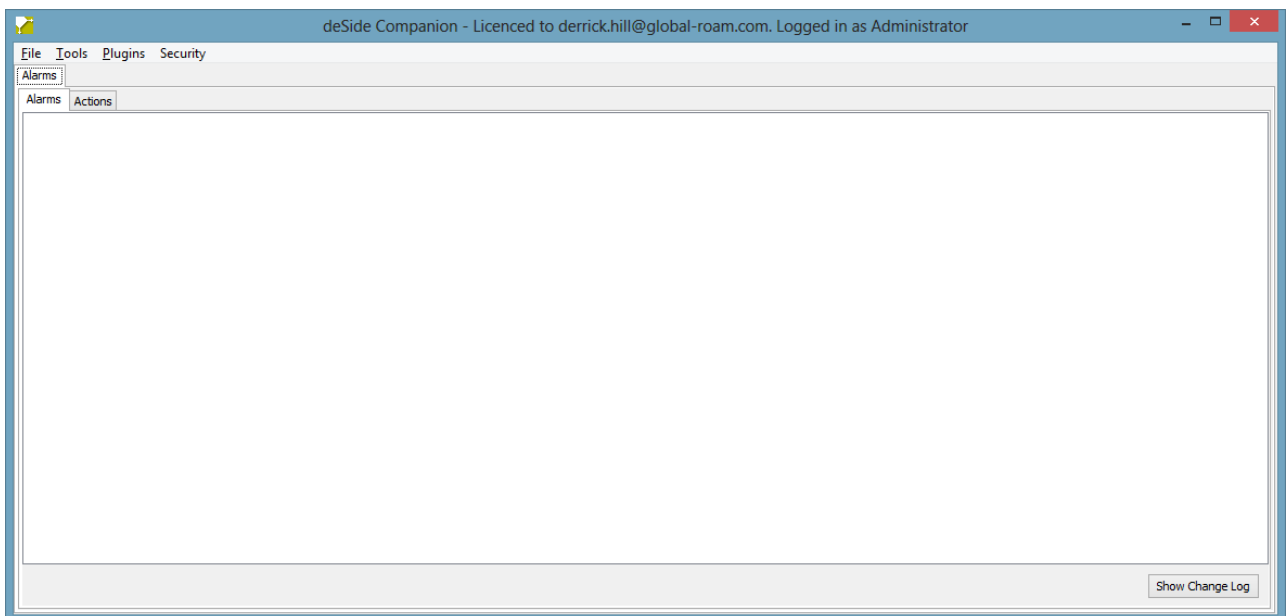 deSide Companion - Licenced to derrick.hill@global-roam.com. Logged in as Administrator
File Tools Plugins Security
Alarms
Alarms Actions
Show Change Log